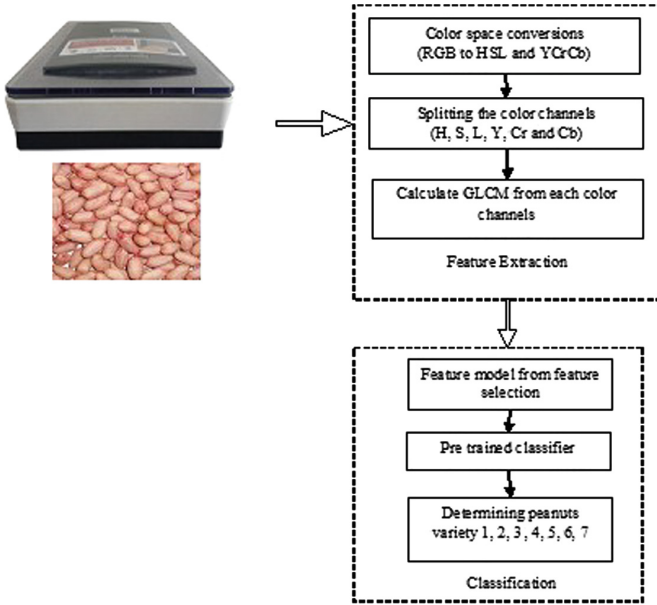 Color space conversions
(RGB to HSL and YCrCb)
Splitting the color channels
(H, S, L, Y, Cr and Cb)
Calculate GLCM from each color
channels
Feature Extraction
Feature model from feature
selection
Pre trained classifier
Determining peanuts
variety 1, 2, 3, 4, 5, 6, 7
Classification